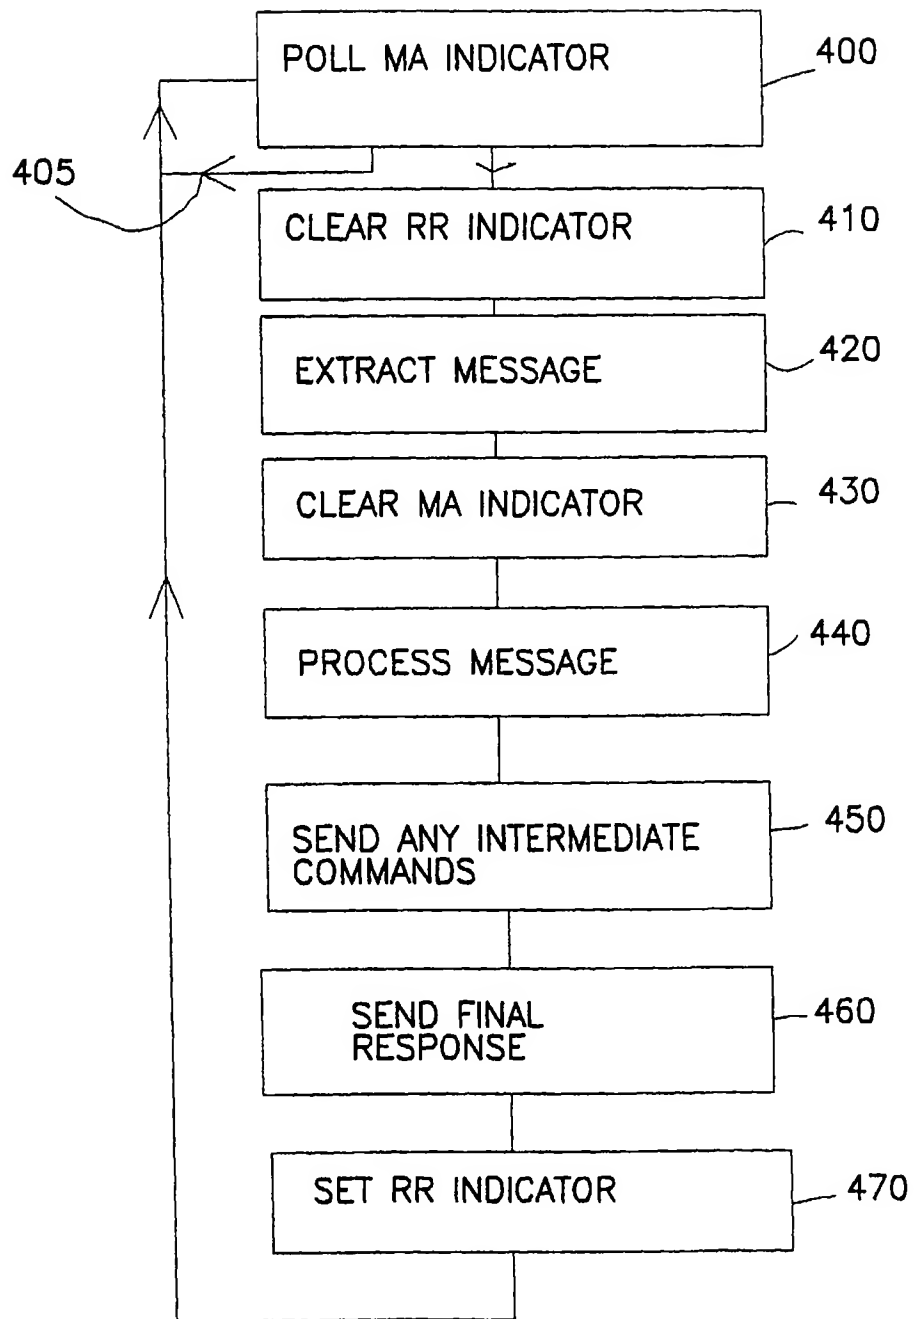 POLL MA INDICATOR
400
405
CLEAR RR INDICATOR
410
EXTRACT MESSAGE
420
CLEAR MA INDICATOR
430
PROCESS MESSAGE
440
SEND ANY INTERMEDIATE
COMMANDS
450
SEND FINAL
RESPONSE
460
SET RR INDICATOR
470